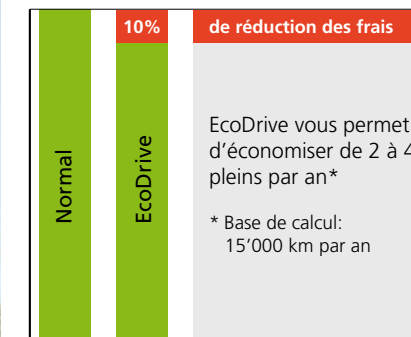 10% de réduction des frais
Normal
EcoDrive
EcoDrive vous permet
d'économiser de 2 à 4
pleins par an*
* Base de calcul:
15'000 km par an